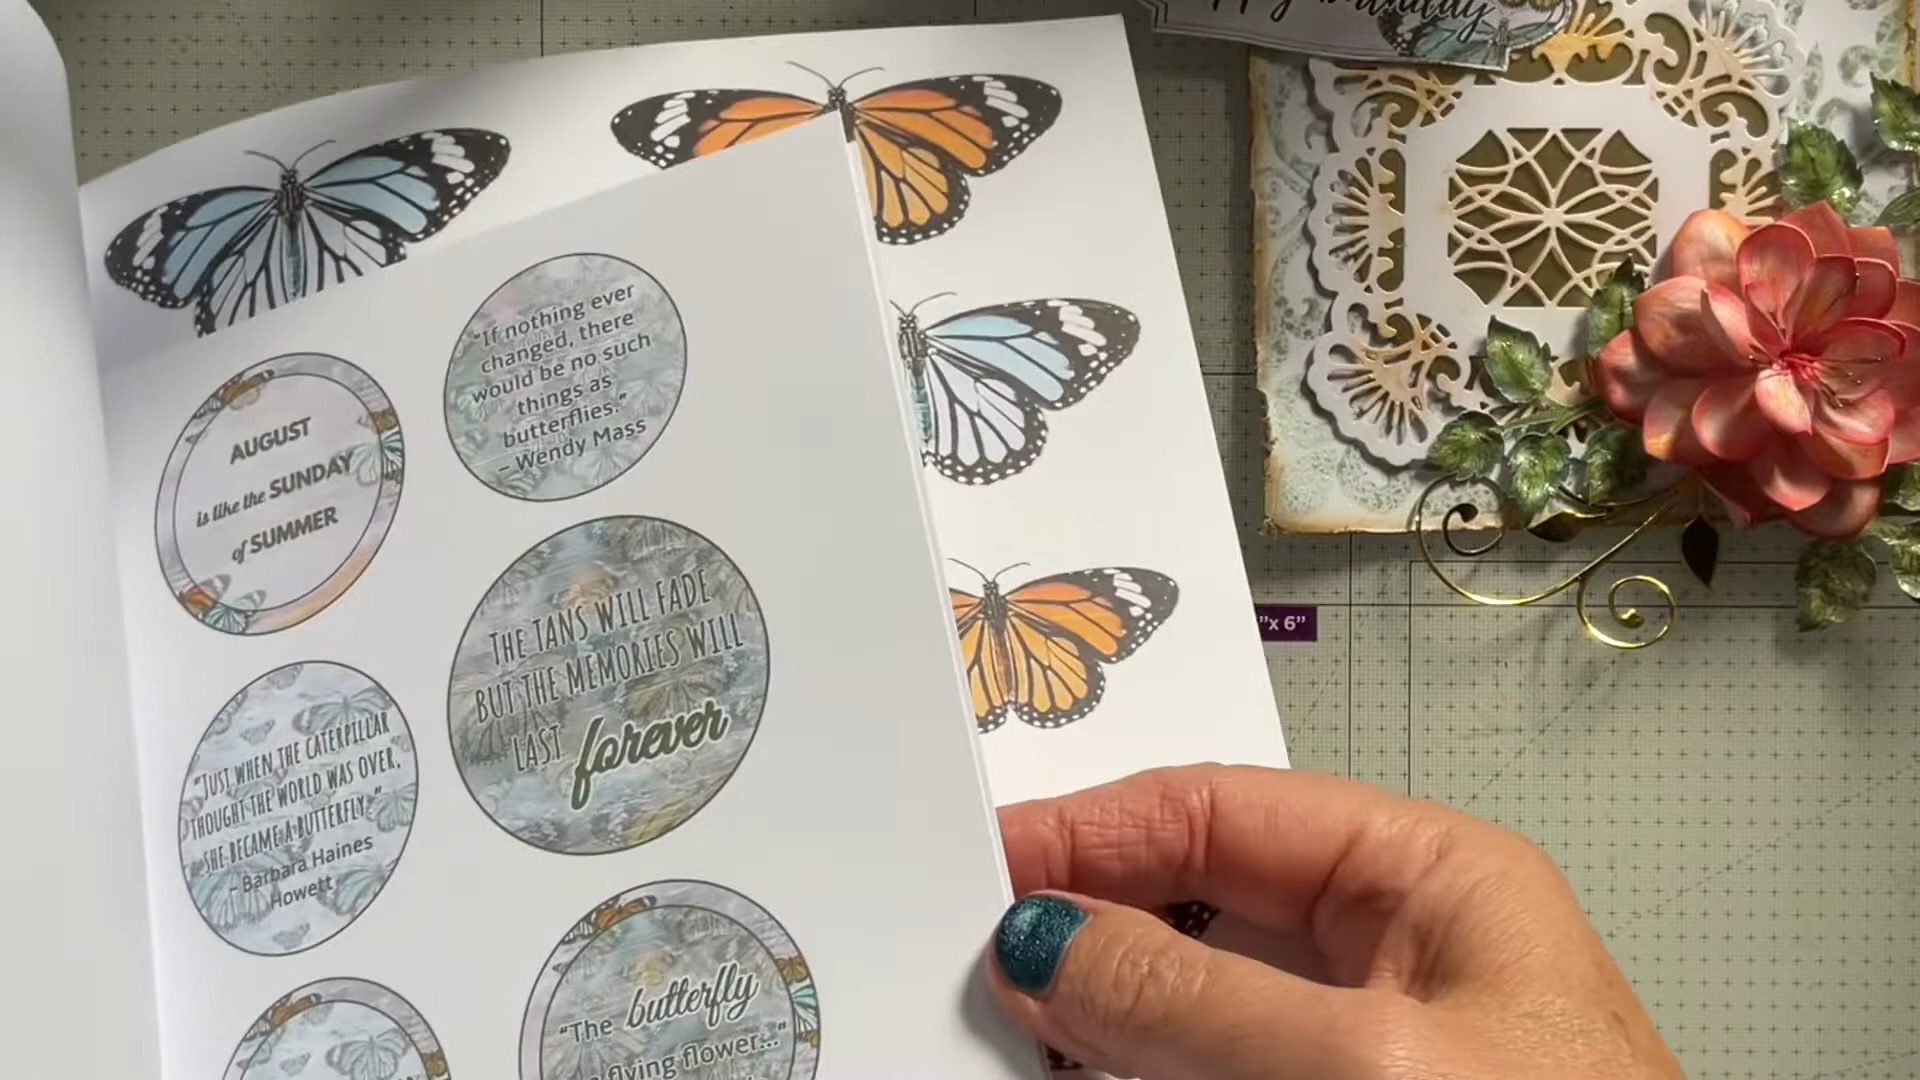 AUGUST
is like the SUNDAY
of SUMMER
"If nothing ever
changed, there
would be no such
things as
butterflies."
– Wendy Mass
THE TANS WILL FADE
BUT THE MEMORIES WILL
LAST forever
"JUST WHEN THE CATERPILLAR
THOUGHT THE WORLD WAS OVER,
SHE BECAME A BUTTERFLY."
– Barbara Haines
Howett
"The butterfly
flying flower..."
"x 6"